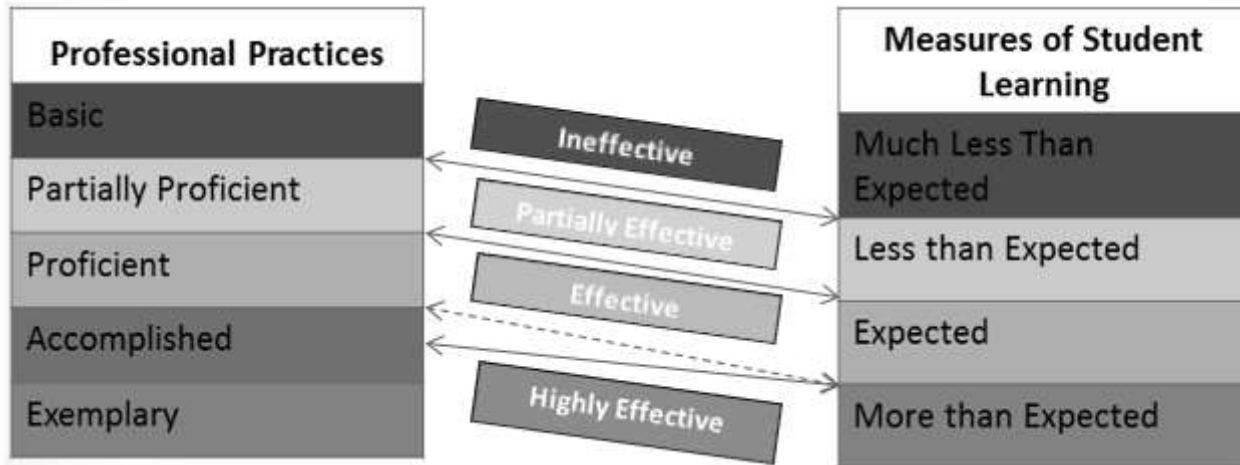 Professional Practices
Basic
Partially Proficient
Proficient
Accomplished
Exemplary
Ineffective
Partially Effective
Effective
Highly Effective
Measures of Student
Learning
Much Less Than
Expected
Less than Expected
Expected
More than Expected